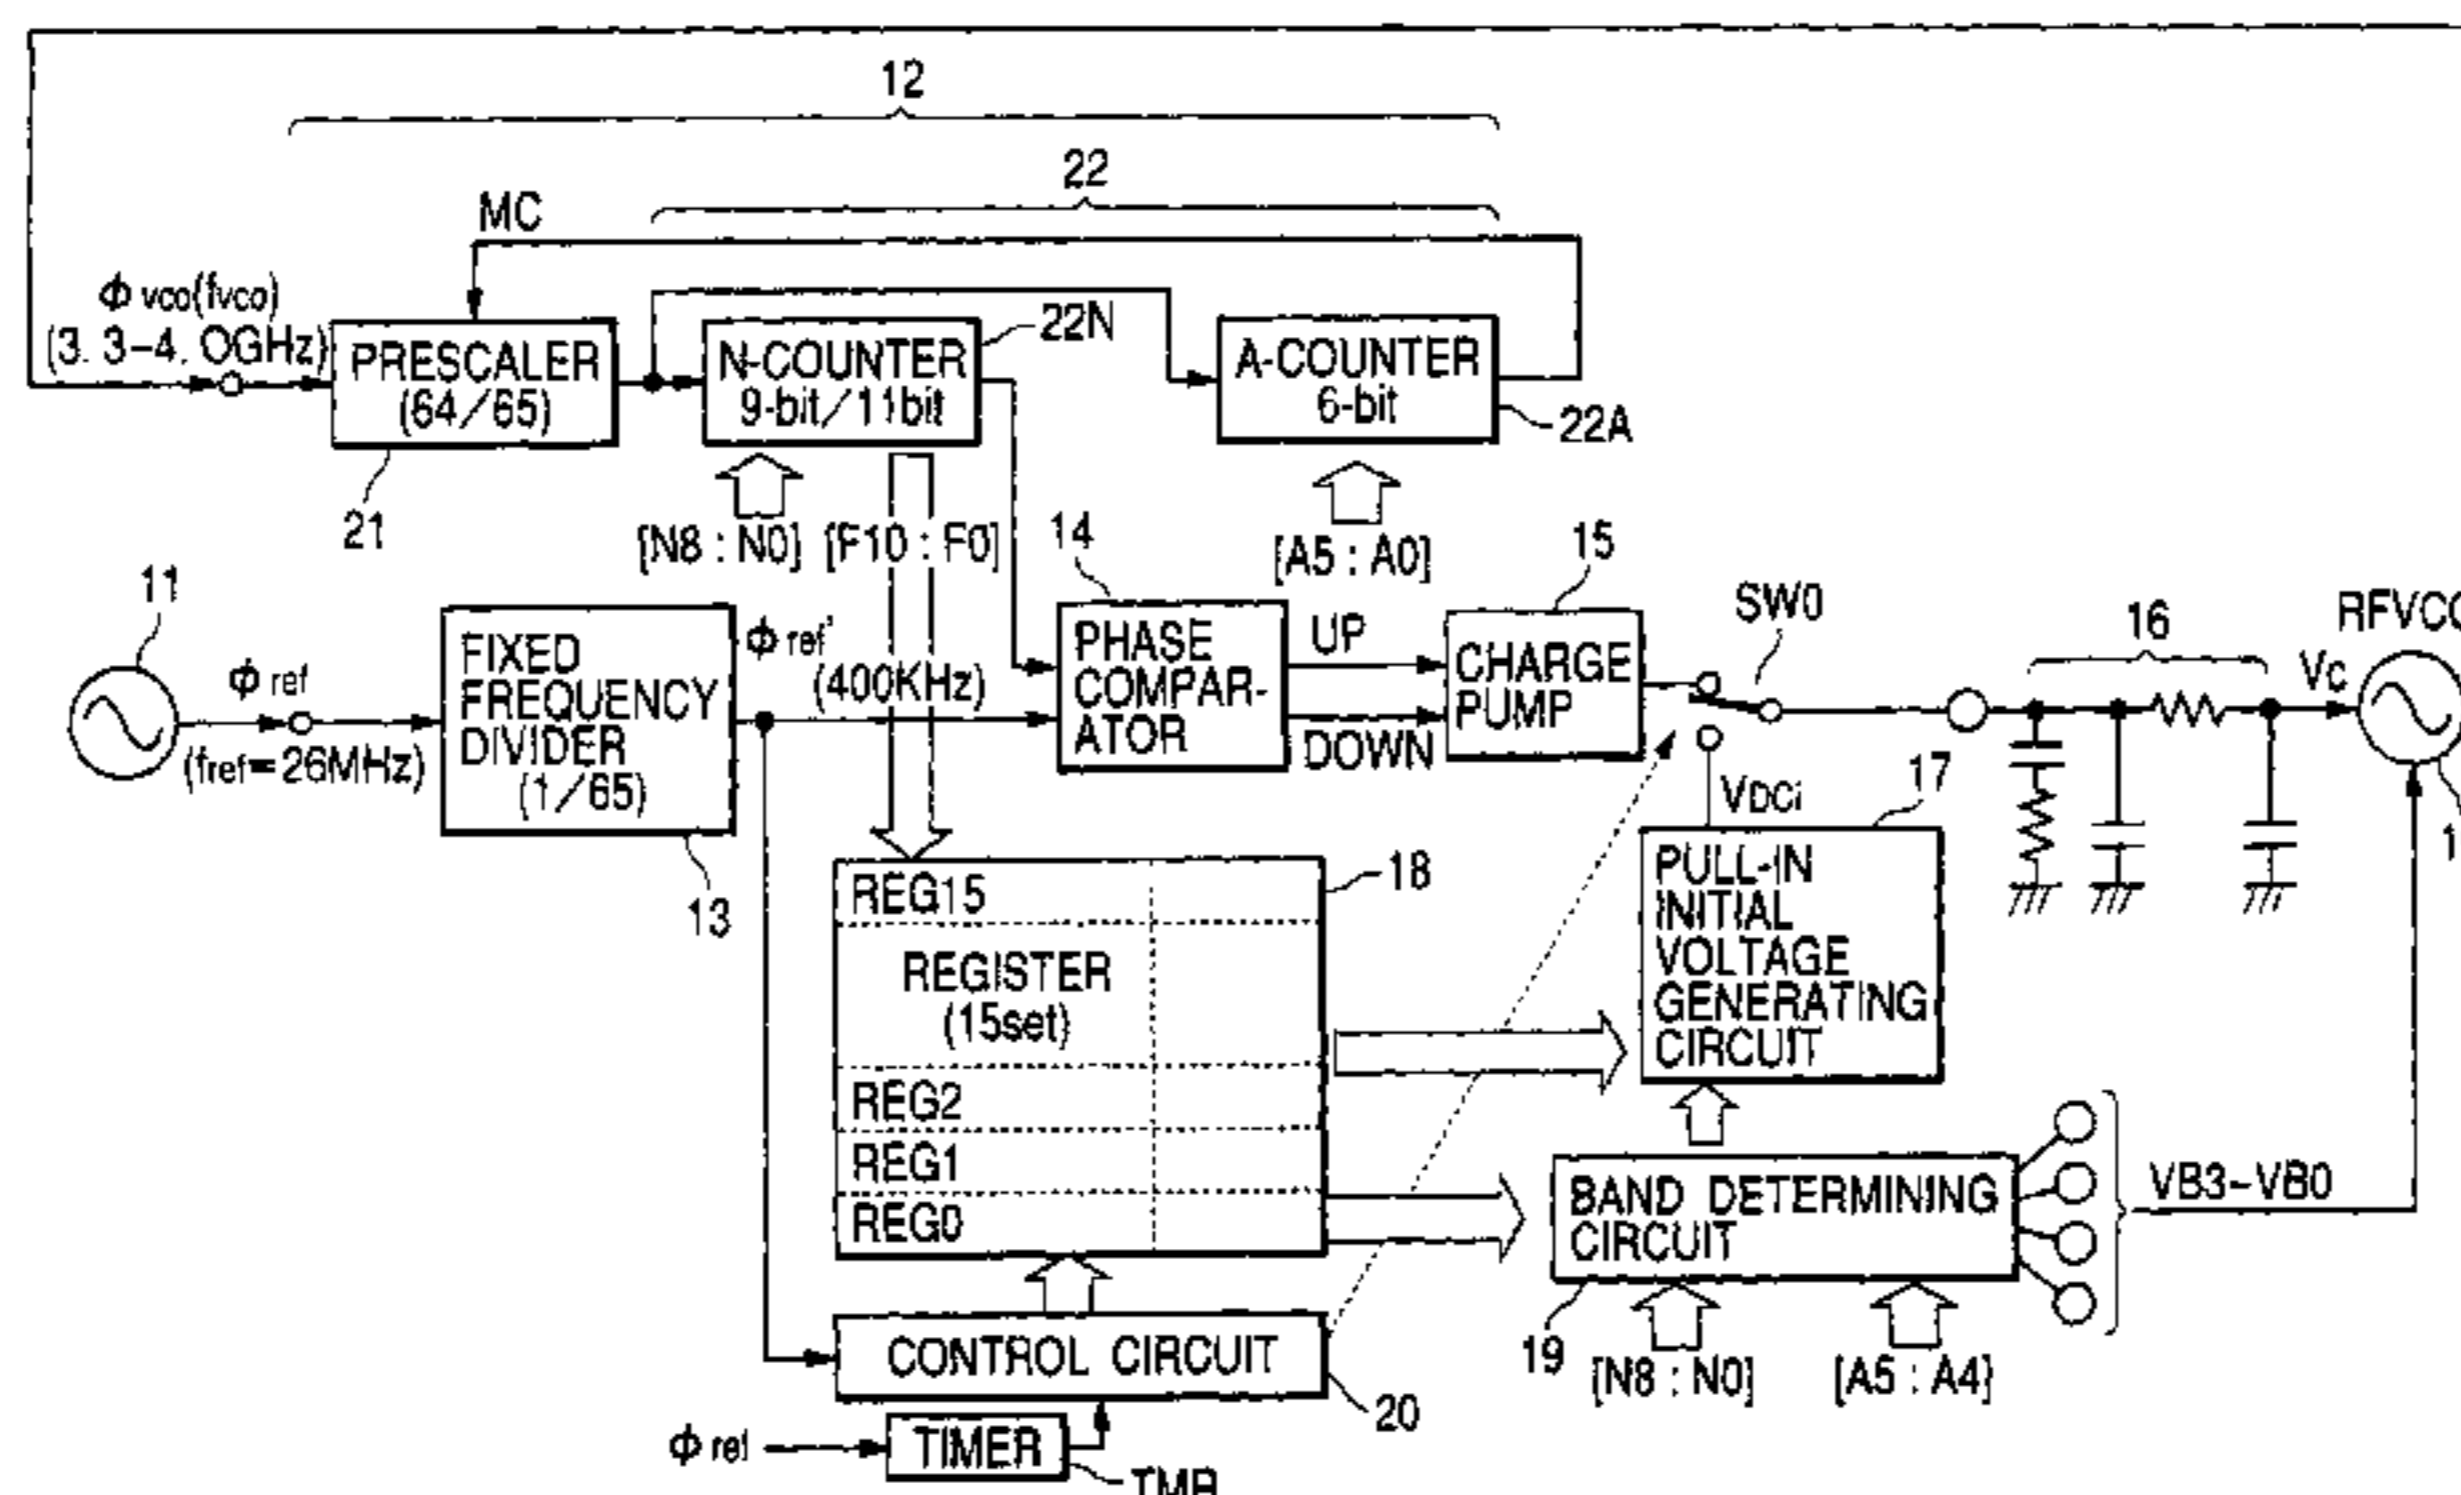 12
22
MC
Φ vco(fvco)
(3. 3-4. 0GHz)
PRESCALER
(64/65)
21
N-COUNTER
9-bit/11bit
22N
A-COUNTER
6-bit
22A
[N8 : N0]
[F10 : F0]
[A5 : A0]
11
Φ ref
(fref=26MHz)
FIXED
FREQUENCY
DIVIDER
(1/65)
13
Φ ref'
(400KHz)
14
PHASE
COMPAR-
ATOR
UP
DOWN
15
CHARGE
PUMP
SW0
16
Vc
VDCi
17
PULL-IN
INITIAL
VOLTAGE
GENERATING
CIRCUIT
18
REG15
REGISTER
(15set)
REG2
REG1
REG0
BAND DETERMINING
CIRCUIT
19
VB3-VB0
[N8 : N0]
[A5 : A4]
CONTROL CIRCUIT
20
Φ ref
TIMER
TMR